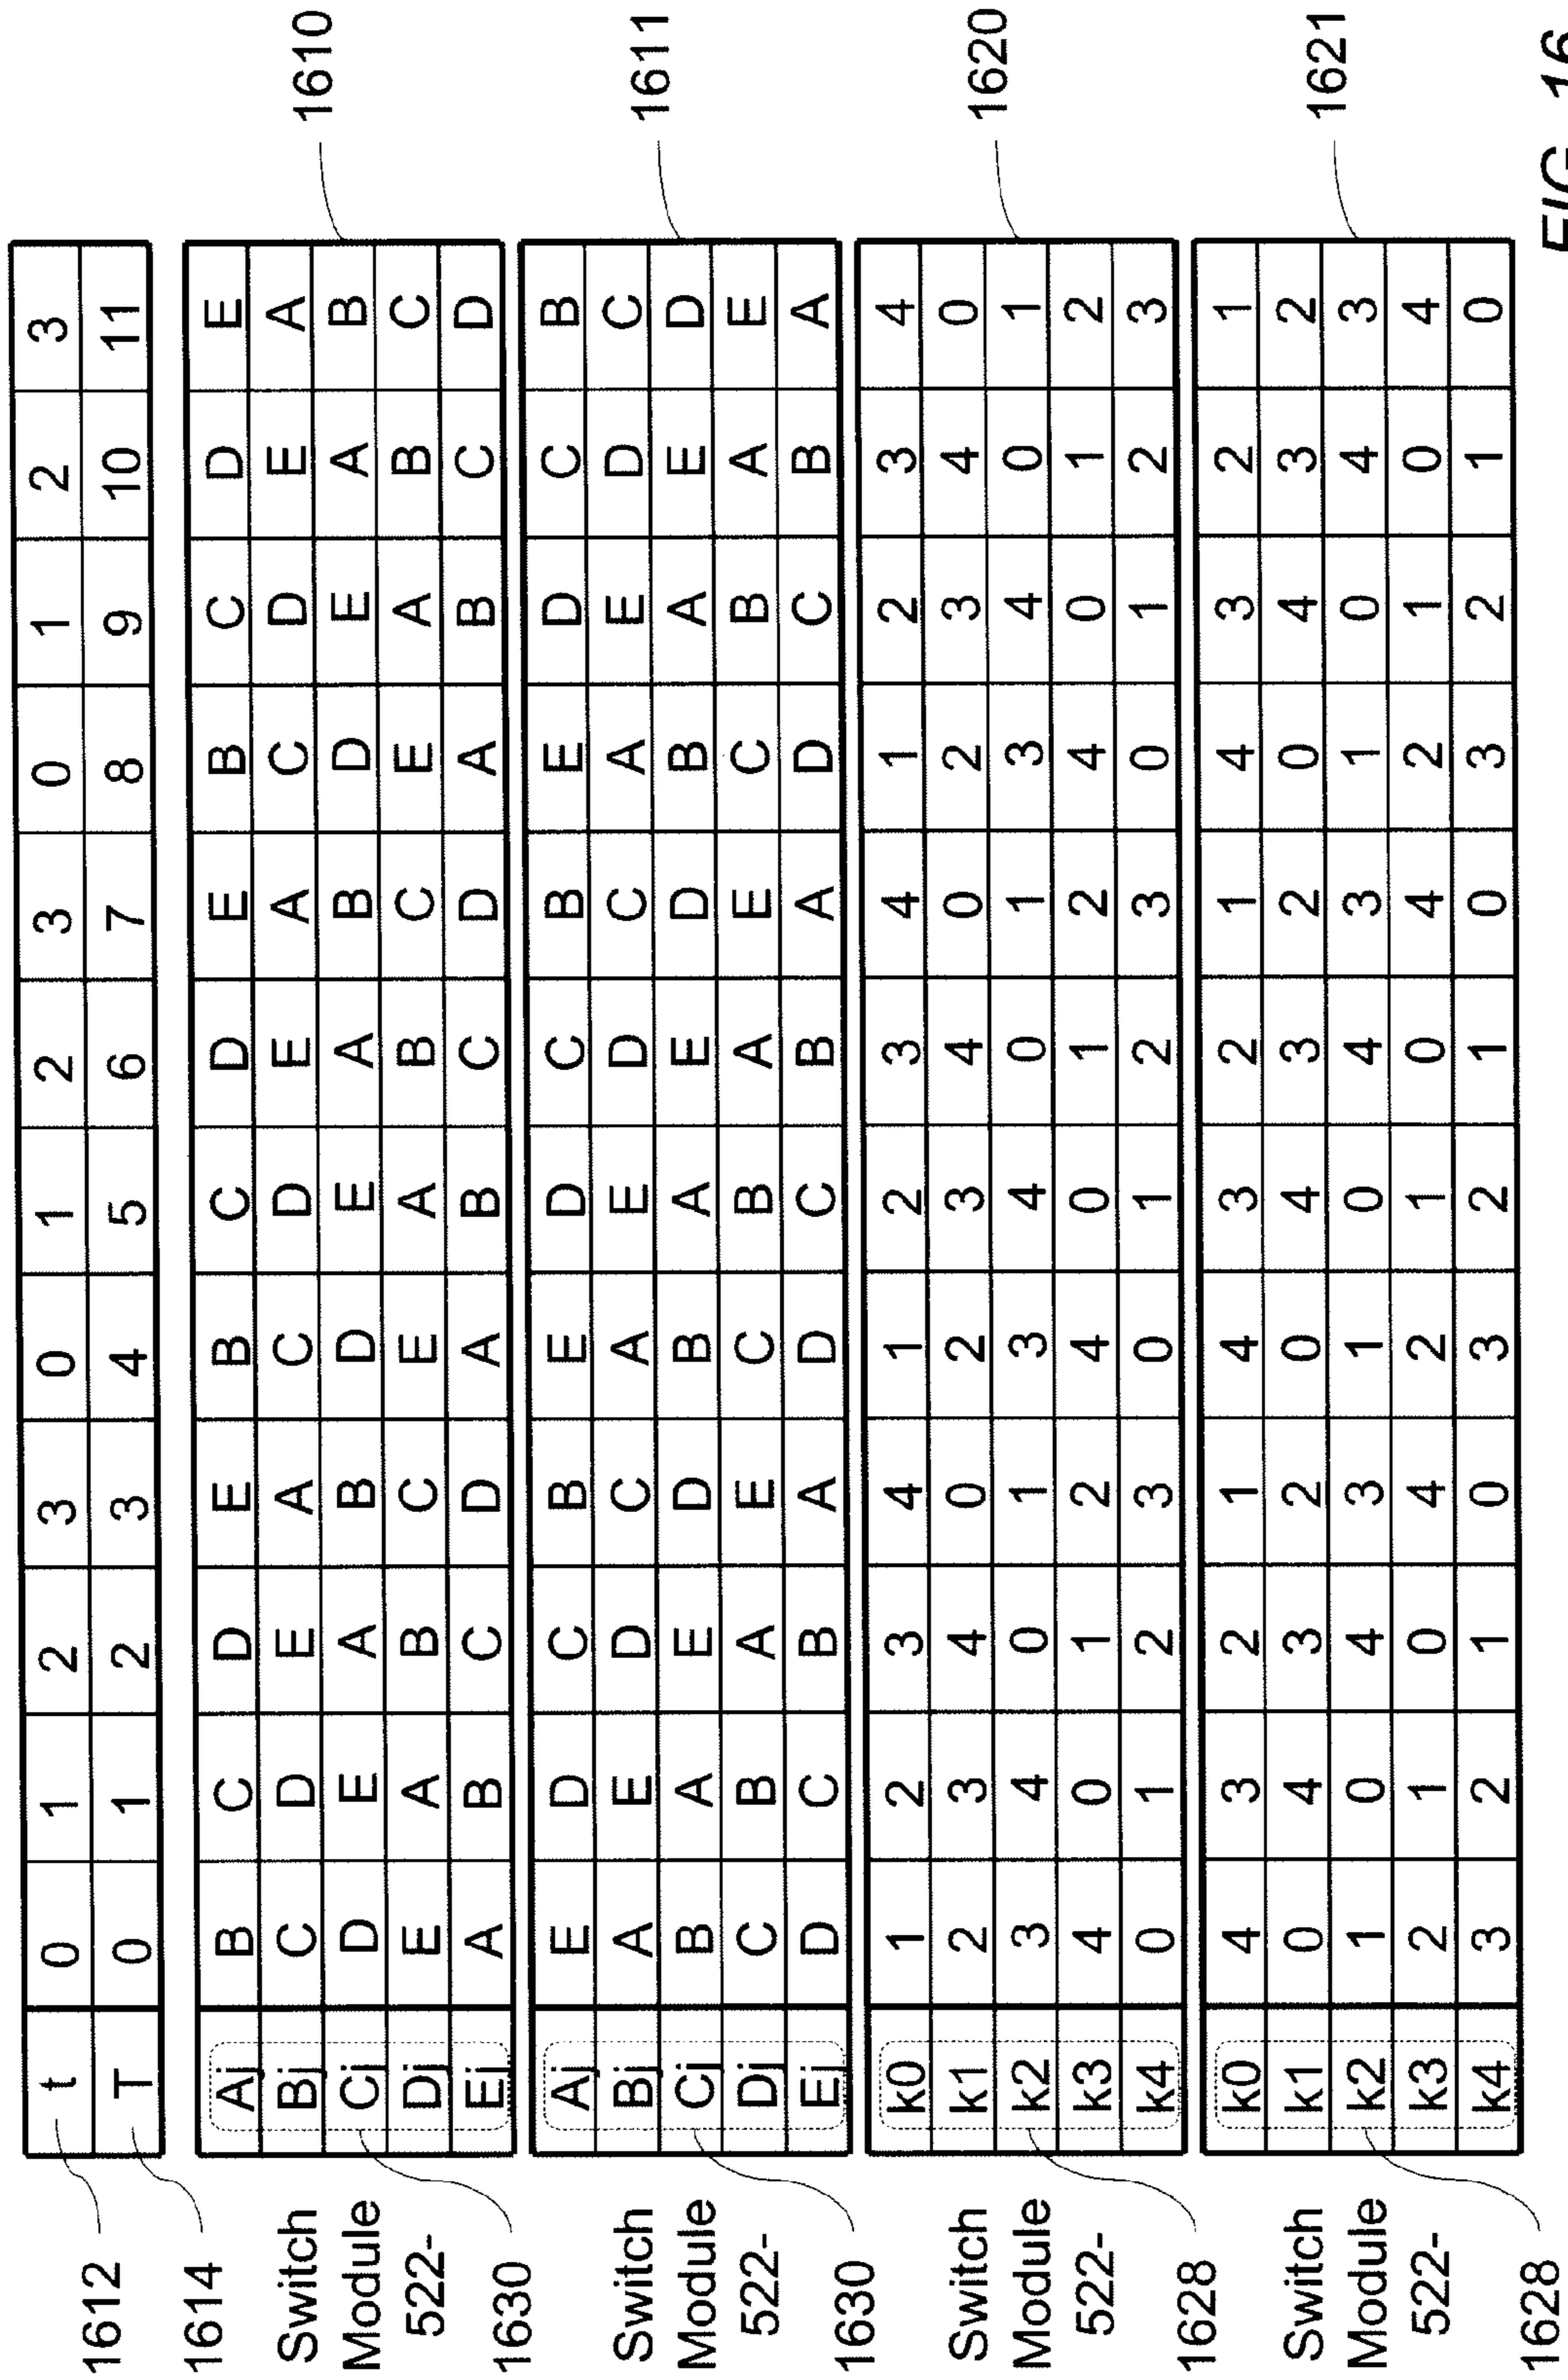 1612
t 0 1 2 3 0 1 2 3 0 1 2 3
1614
T 0 1 2 3 4 5 6 7 8 9 10 11
Switch
Module
522-
1630
Aj B C D E B C D E B C D E
Bj C D E A C D E A C D E A
Cj D E A B D E A B D E A B
Dj E A B C E A B C E A B C
Ej A B C D A B C D A B C D
1610
Switch
Module
522-
1630
Aj E D C B E D C B E D C B
Bj A E D C A E D C A E D C
Cj B A E D B A E D B A E D
Dj C B A E C B A E C B A E
Ej D C B A D C B A D C B A
1611
Switch
Module
522-
1628
k0 1 2 3 4 1 2 3 4 1 2 3 4
k1 2 3 4 0 2 3 4 0 2 3 4 0
k2 3 4 0 1 3 4 0 1 3 4 0 1
k3 4 0 1 2 4 0 1 2 4 0 1 2
k4 0 1 2 3 0 1 2 3 0 1 2 3
1620
Switch
Module
522-
1628
k0 4 3 2 1 4 3 2 1 4 3 2 1
k1 0 4 3 2 0 4 3 2 0 4 3 2
k2 1 0 4 3 1 0 4 3 1 0 4 3
k3 2 1 0 4 2 1 0 4 2 1 0 4
k4 3 2 1 0 3 2 1 0 3 2 1 0
1621
FIG. 16